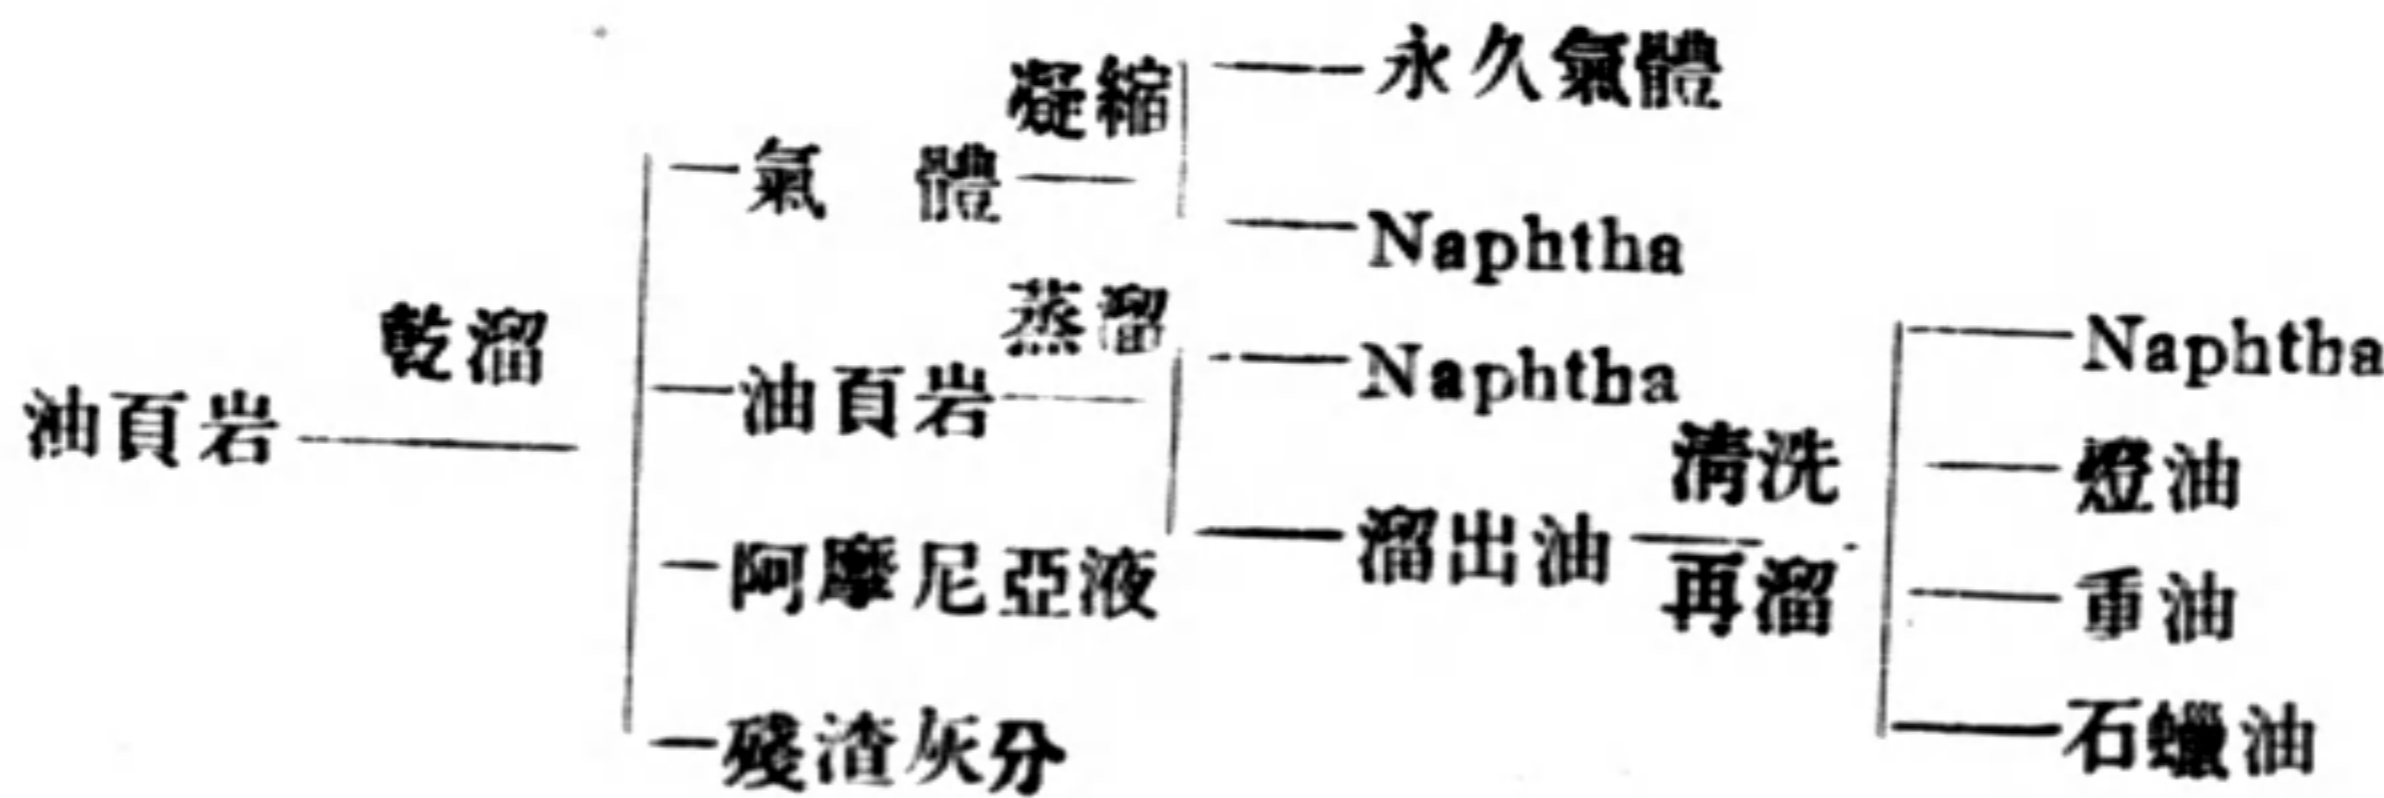 凝縮
永久氣體
氣　體
Naphtha
蒸溜
Naphtha
乾溜
油頁岩
油頁岩
Naphtha
清洗
燈油
溜出油
再溜
阿摩尼亞液
重油
殘渣灰分
石蠟油